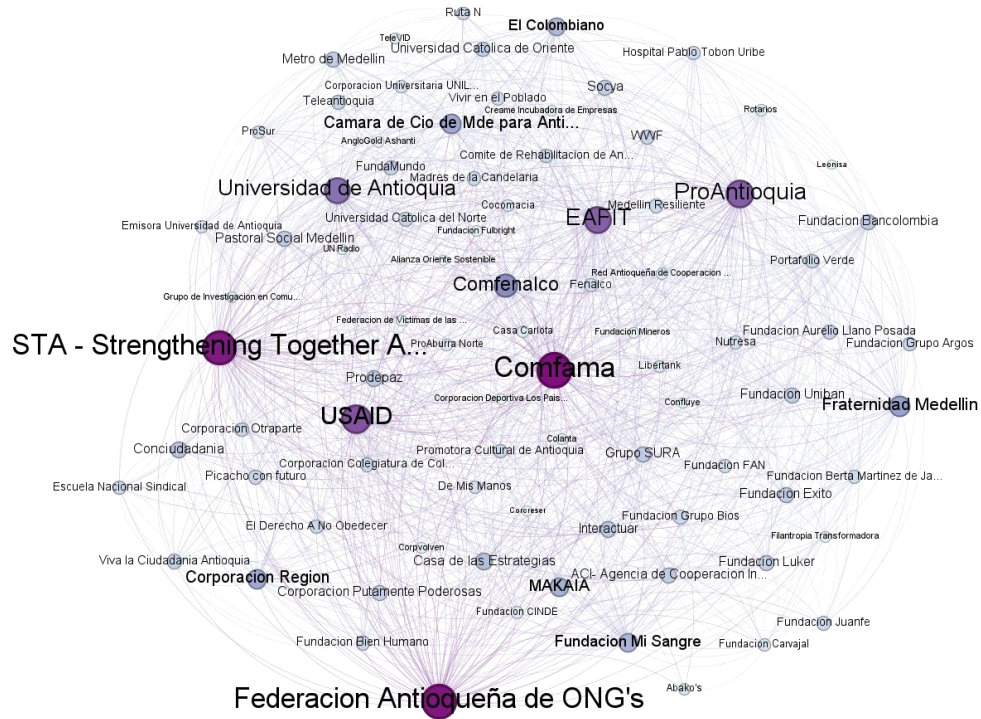 Ruta N
El Colombiano
TeleVID
Universidad Catolica de Oriente
Hospital Pablo Tobon Uribe
Metro de Medellin
Corporacion Universitaria UNIL...
Socya
Teleantioquia
Vivir en el Poblado
Creame Incubadora de Empresas
Rotarios
Camara de Cio de Mde para Anti...
ProSur
AngloGold Ashanti
WWF
Comite de Rehabilitacion de An...
FundaMundo
Leonisa
Madres de la Candelaria
Universidad de Antioquia
ProAntioquia
Cocomacia
Medellin Resiliente
EAFIT
Universidad Catolica del Norte
Fundacion Bancolombia
Emisora Universidad de Antioquia
Fundacion Fulbright
Pastoral Social Medellin
UN Radio
Alianza Oriente Sostenible
Portafolio Verde
Red Antioqueña de Cooperacion ...
Comfenalco
Fenalco
Grupo de Investigacion en Comu...
Federacion de Victimas de las ...
Casa Carlota
Fundacion Mineros
Fundacion Aurelio Llano Posada
Nutresa
Fundacion Grupo Argos
STA - Strengthening Together A...
ProAburra Norte
Comfama
Libertank
Prodepaz
Fundacion Uniban
Corporacion Deportiva Los Pais...
Confluye
Fraternidad Medellin
USAID
Corporacion Otraparte
Colanta
Conciudadania
Promotora Cultural de Antioquia
Grupo SURA
Corporacion Colegiatura de Col...
Fundacion FAN
Picacho con futuro
Fundacion Berta Martinez de Ja...
Escuela Nacional Sindical
De Mis Manos
Fundacion Exito
Corcreser
Fundacion Grupo Bios
El Derecho A No Obedecer
Interactuar
Filantropia Transformadora
Corpvolven
Viva la Ciudadania Antioquia
Casa de las Estrategias
Fundacion Luker
Corporacion Region
ACI- Agencia de Cooperacion In...
MAKAIA
Corporacion Putamente Poderosas
Fundacion CINDE
Fundacion Juanfe
Fundacion Bien Humano
Fundacion Mi Sangre
Fundacion Carvajal
Abako's
Federacion Antioqueña de ONG's